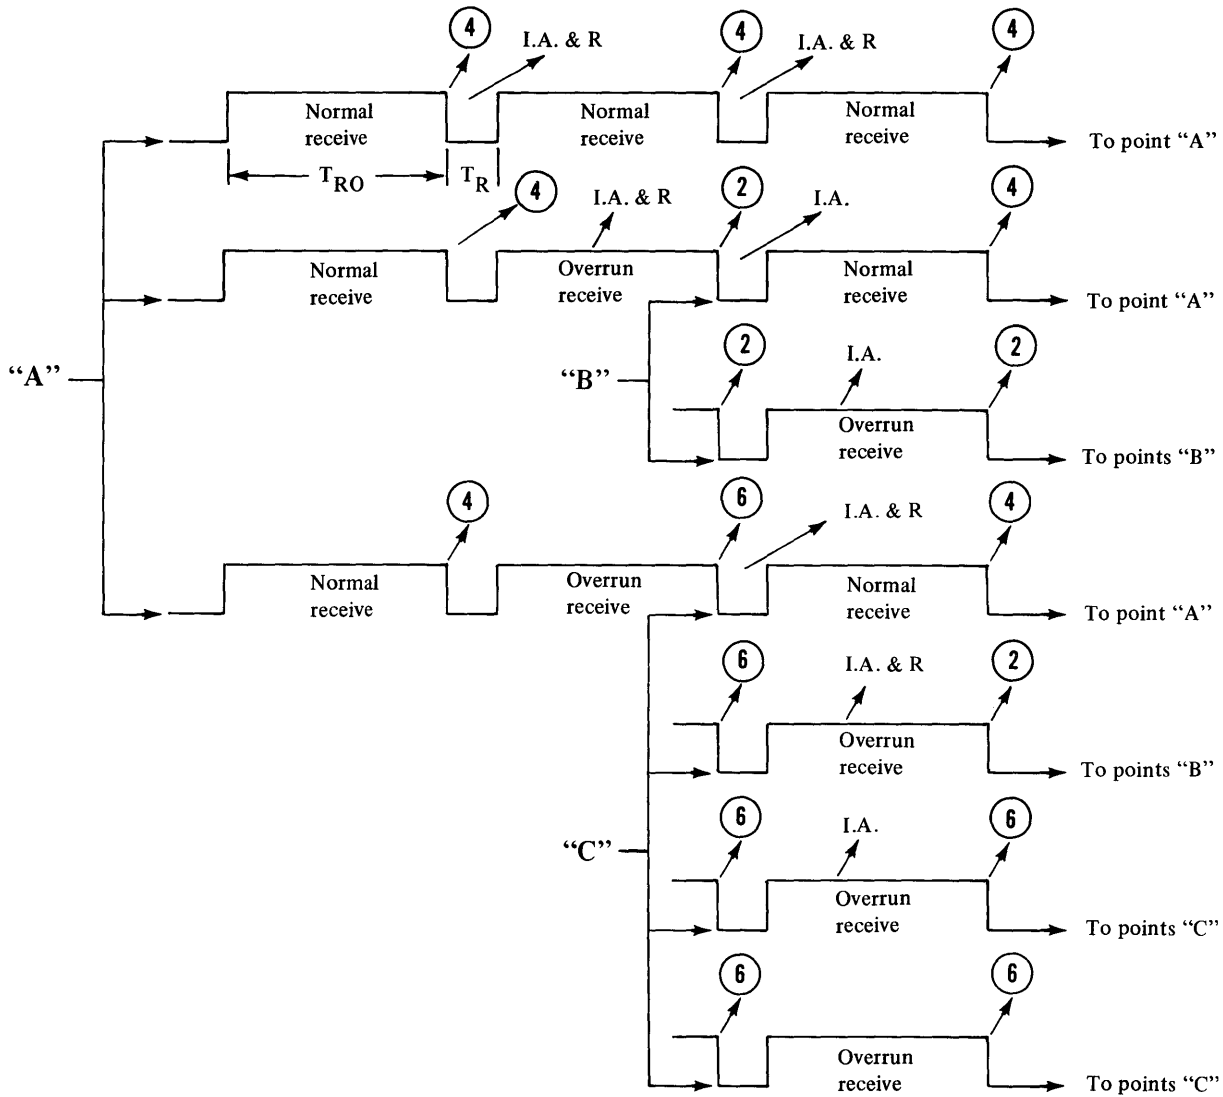 4 I.A. & R 4 I.A. & R 4
Normal receive Normal receive Normal receive To point “A”
T_RO T_R
4 I.A. & R 2 I.A. 4
Normal receive Overrun receive Normal receive To point “A”
“A” “B”
2 I.A. 2
Overrun receive To points “B”
4 6 I.A. & R 4
Normal receive Overrun receive Normal receive To point “A”
6 I.A. & R 2
Overrun receive To points “B”
“C”
6 I.A. 6
Overrun receive To points “C”
6 6
Overrun receive To points “C”